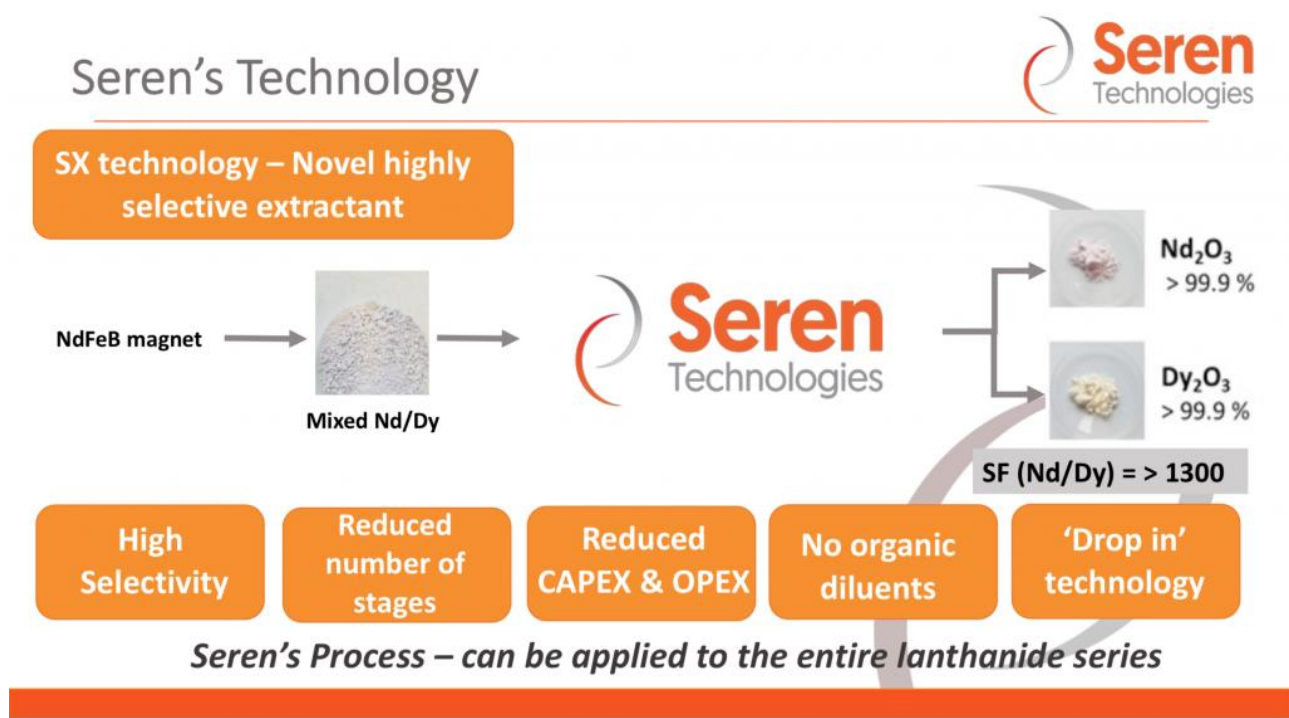 Seren's Technology
Seren
Technologies
SX technology – Novel highly
selective extractant
NdFeB magnet
Mixed Nd/Dy
Seren
Technologies
Nd₂O₃
> 99.9 %
Dy₂O₃
> 99.9 %
SF (Nd/Dy) = > 1300
High
Selectivity
Reduced
number of
stages
Reduced
CAPEX & OPEX
No organic
diluents
‘Drop in’
technology
Seren's Process – can be applied to the entire lanthanide series